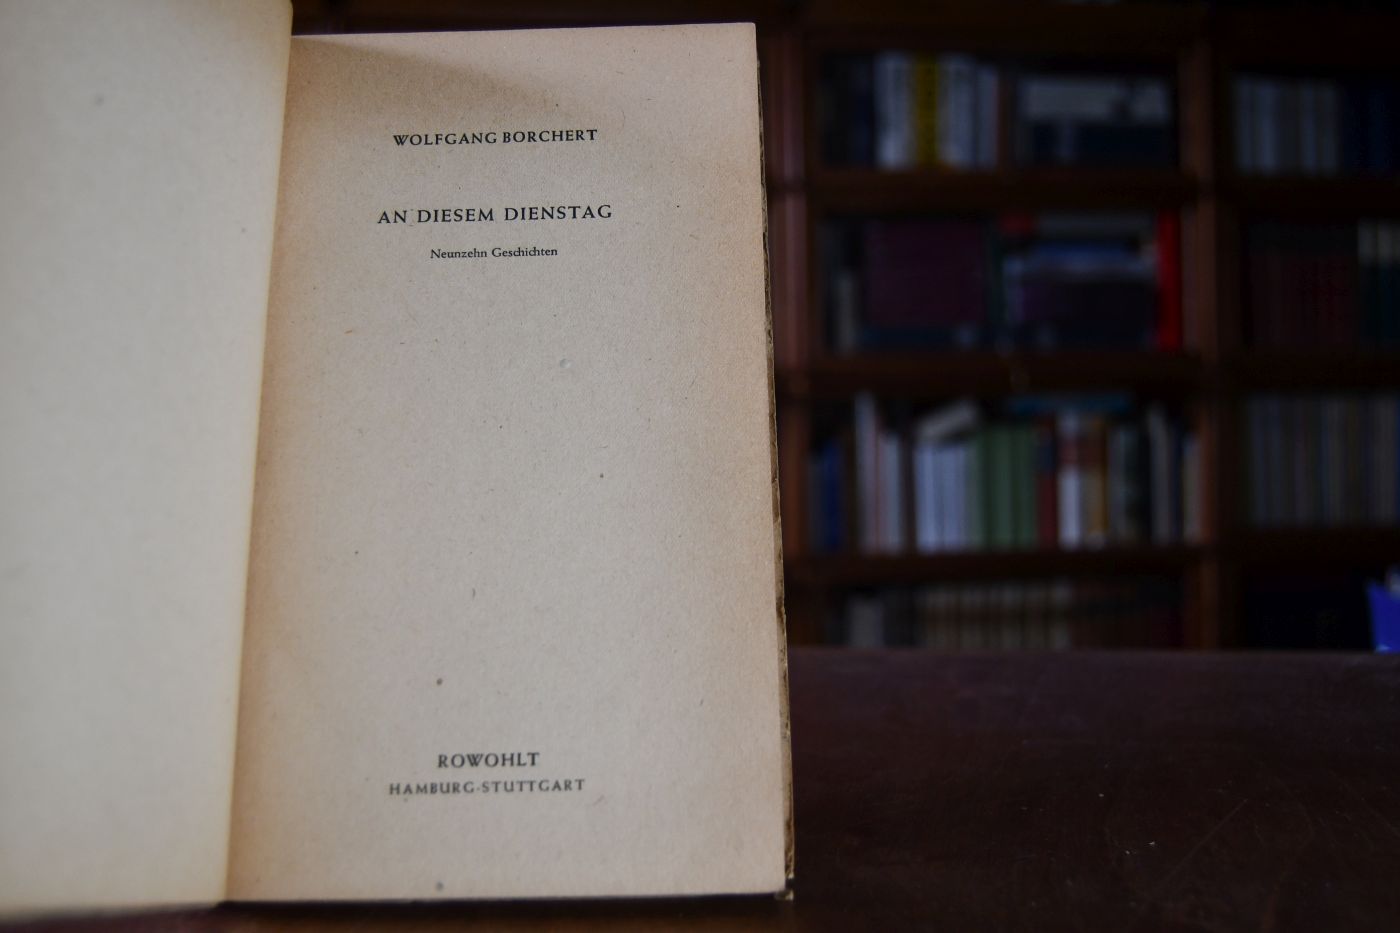 WOLFGANG BORCHERT
AN DIESEM DIENSTAG
Neunzehn Geschichten
ROWOHLT
HAMBURG-STUTTGART